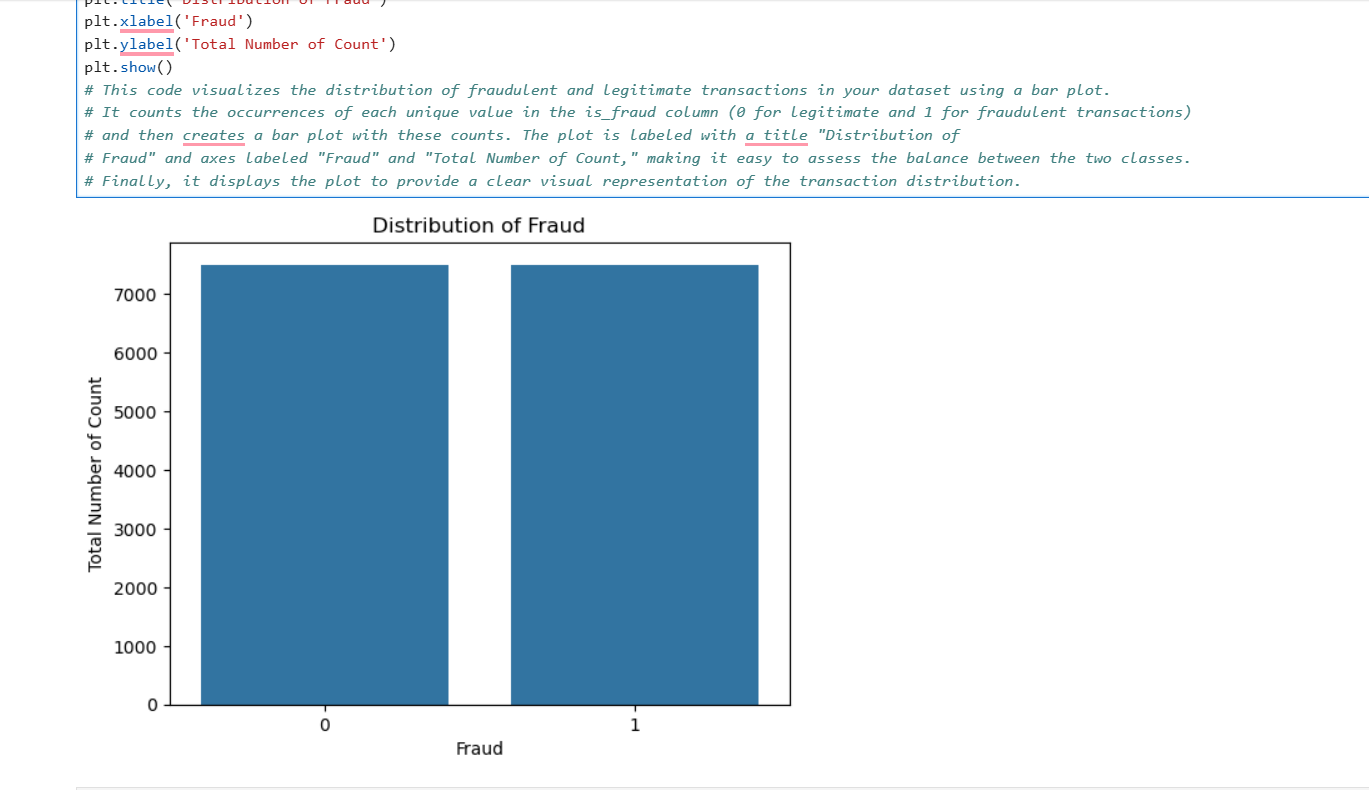 plt.title('Distribution of Fraud')
plt.xlabel('Fraud')
plt.ylabel('Total Number of Count')
plt.show()
# This code visualizes the distribution of fraudulent and legitimate transactions in your dataset using a bar plot.
# It counts the occurrences of each unique value in the is_fraud column (0 for legitimate and 1 for fraudulent transactions)
# and then creates a bar plot with these counts. The plot is labeled with a title "Distribution of
# Fraud" and axes labeled "Fraud" and "Total Number of Count," making it easy to assess the balance between the two classes.
# Finally, it displays the plot to provide a clear visual representation of the transaction distribution.
Distribution of Fraud
Total Number of Count
7000
6000
5000
4000
3000
2000
1000
0
0 1
Fraud